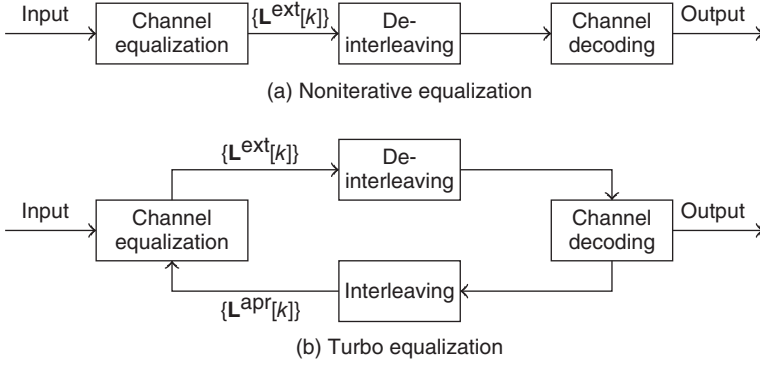 Input
Channel
equalization
{L^ext[k]}
De-
interleaving
Channel
decoding
Output
(a) Noniterative equalization
{L^ext[k]}
De-
interleaving
Input
Channel
equalization
Channel
decoding
Output
Interleaving
{L^apr[k]}
(b) Turbo equalization